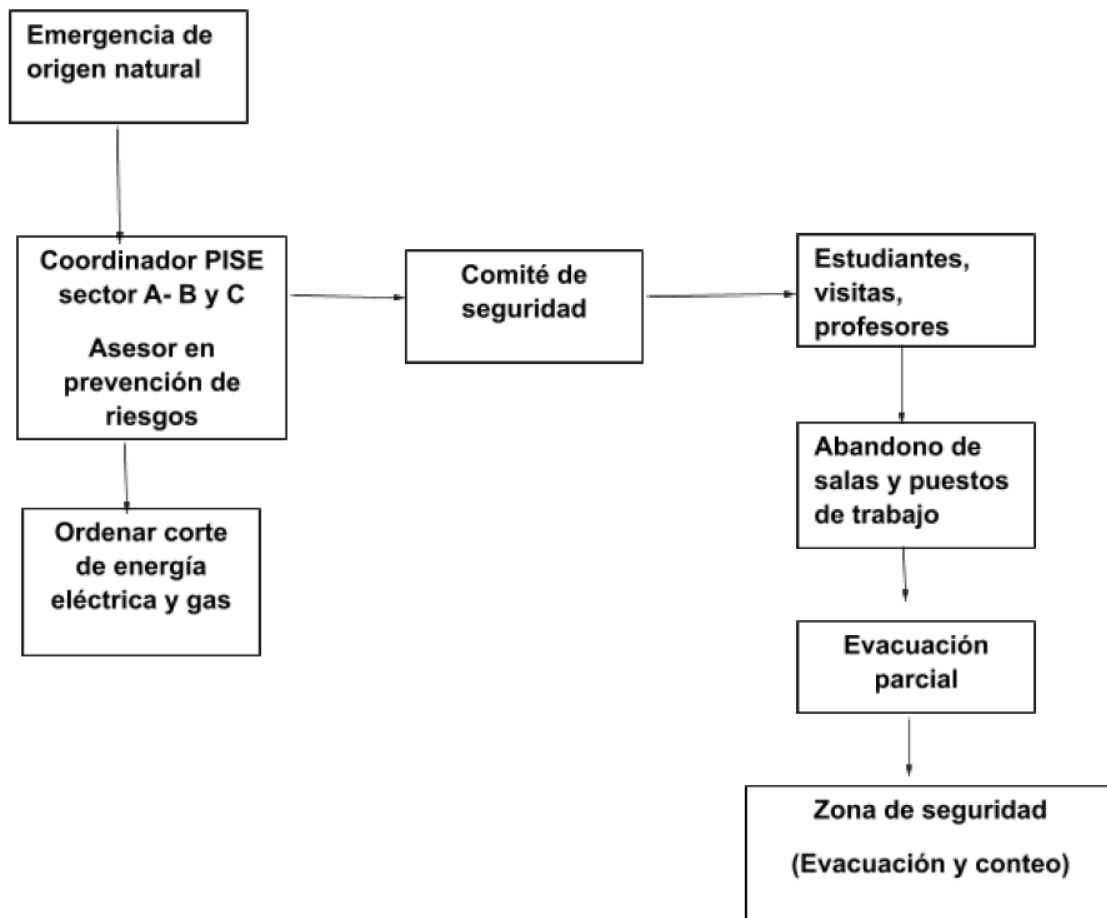 Emergencia de
origen natural
Coordinador PISE
sector A- B y C
Asesor en
prevención de
riesgos
Ordenar corte
de energía
eléctrica y gas
Comité de
seguridad
Estudiantes,
visitas,
profesores
Abandono de
salas y puestos
de trabajo
Evacuación
parcial
Zona de seguridad
(Evacuación y conteo)